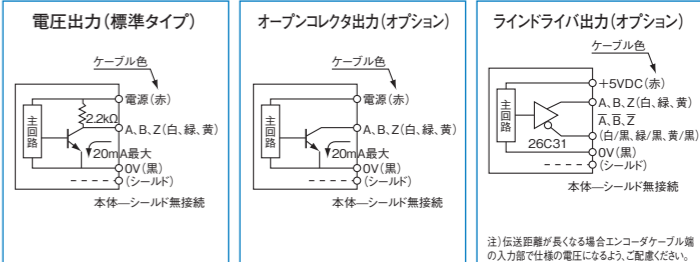 電圧出力(標準タイプ)
ケーブル色
電源(赤)
2.2kΩ
主回路
A、B、Z(白、緑、黄)
20mA最大
0V(黒)
(シールド)
本体―シールド無接続
オープンコレクタ出力(オプション)
ケーブル色
電源(赤)
主回路
A、B、Z(白、緑、黄)
20mA最大
0V(黒)
(シールド)
本体―シールド無接続
ラインドライバ出力(オプション)
ケーブル色
+5VDC(赤)
主回路
A、B、Z(白、緑、黄)
A̅、B̅、Z̅
(白/黒、緑/黒、黄/黒)
26C31
0V(黒)
(シールド)
本体―シールド無接続
注)伝送距離が長くなる場合エンコーダケーブル端
の入力部で仕様の電圧になるよう、ご配慮ください。